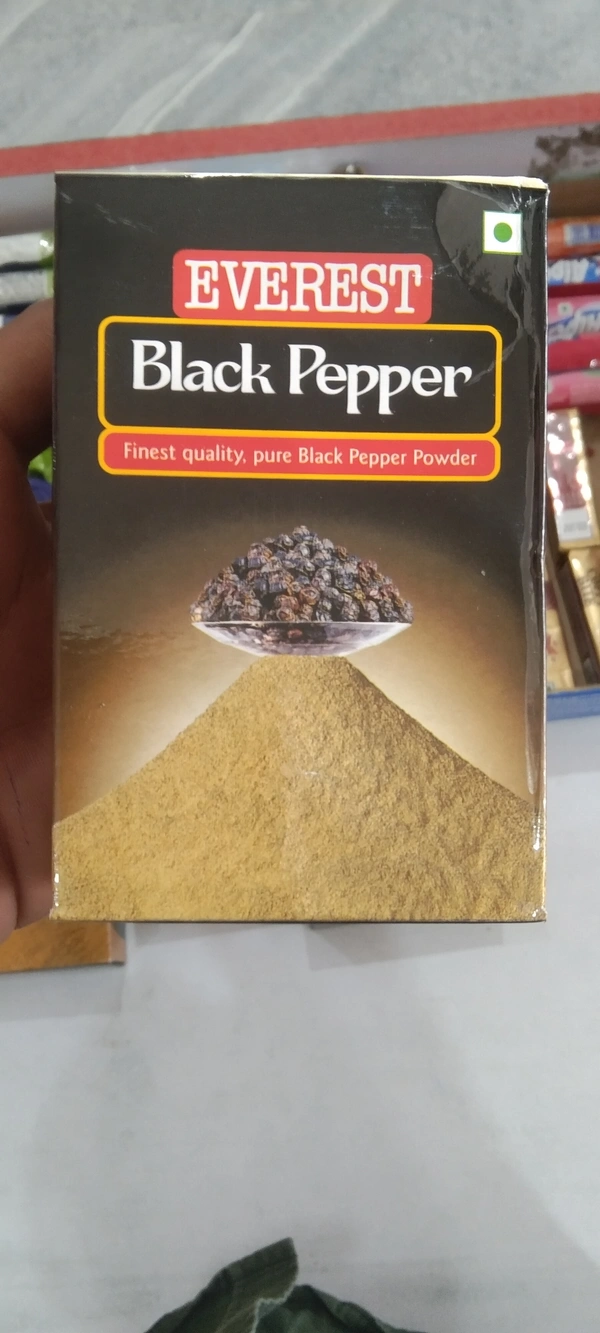 EVEREST
Black Pepper
Finest quality, pure Black Pepper Powder